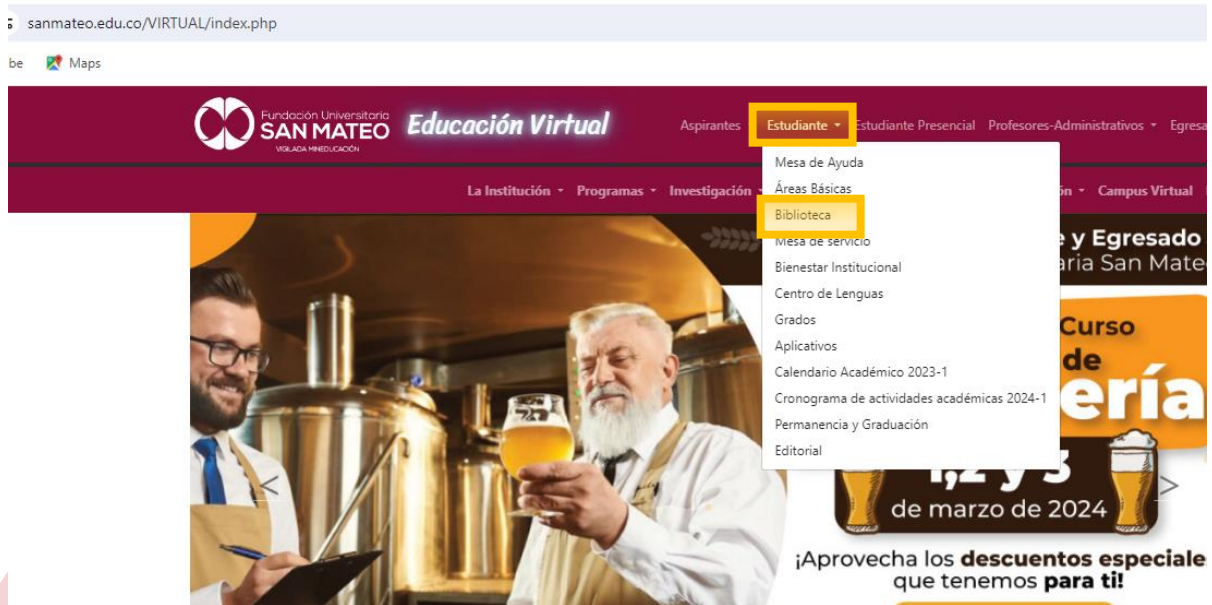 sanmateo.edu.co/VIRTUAL/index.php
be Maps
Fundación Universitaria
SAN MATEO
VIGILADA MINEDUCACIÓN
Educación Virtual
Aspirantes Estudiante Estudiante Presencial Profesores-Administrativos Egresa
La Institución Programas Investigación ón Campus Virtual
Mesa de Ayuda
Áreas Básicas
Biblioteca
Mesa de servicio
Bienestar Institucional
Centro de Lenguas
Grados
Aplicativos
Calendario Académico 2023-1
Cronograma de actividades académicas 2024-1
Permanencia y Graduación
Editorial
e y Egresado
aria San Mate
Curso
de
ería
1,2 y 3
de marzo de 2024
¡Aprovecha los descuentos especiale
que tenemos para ti!